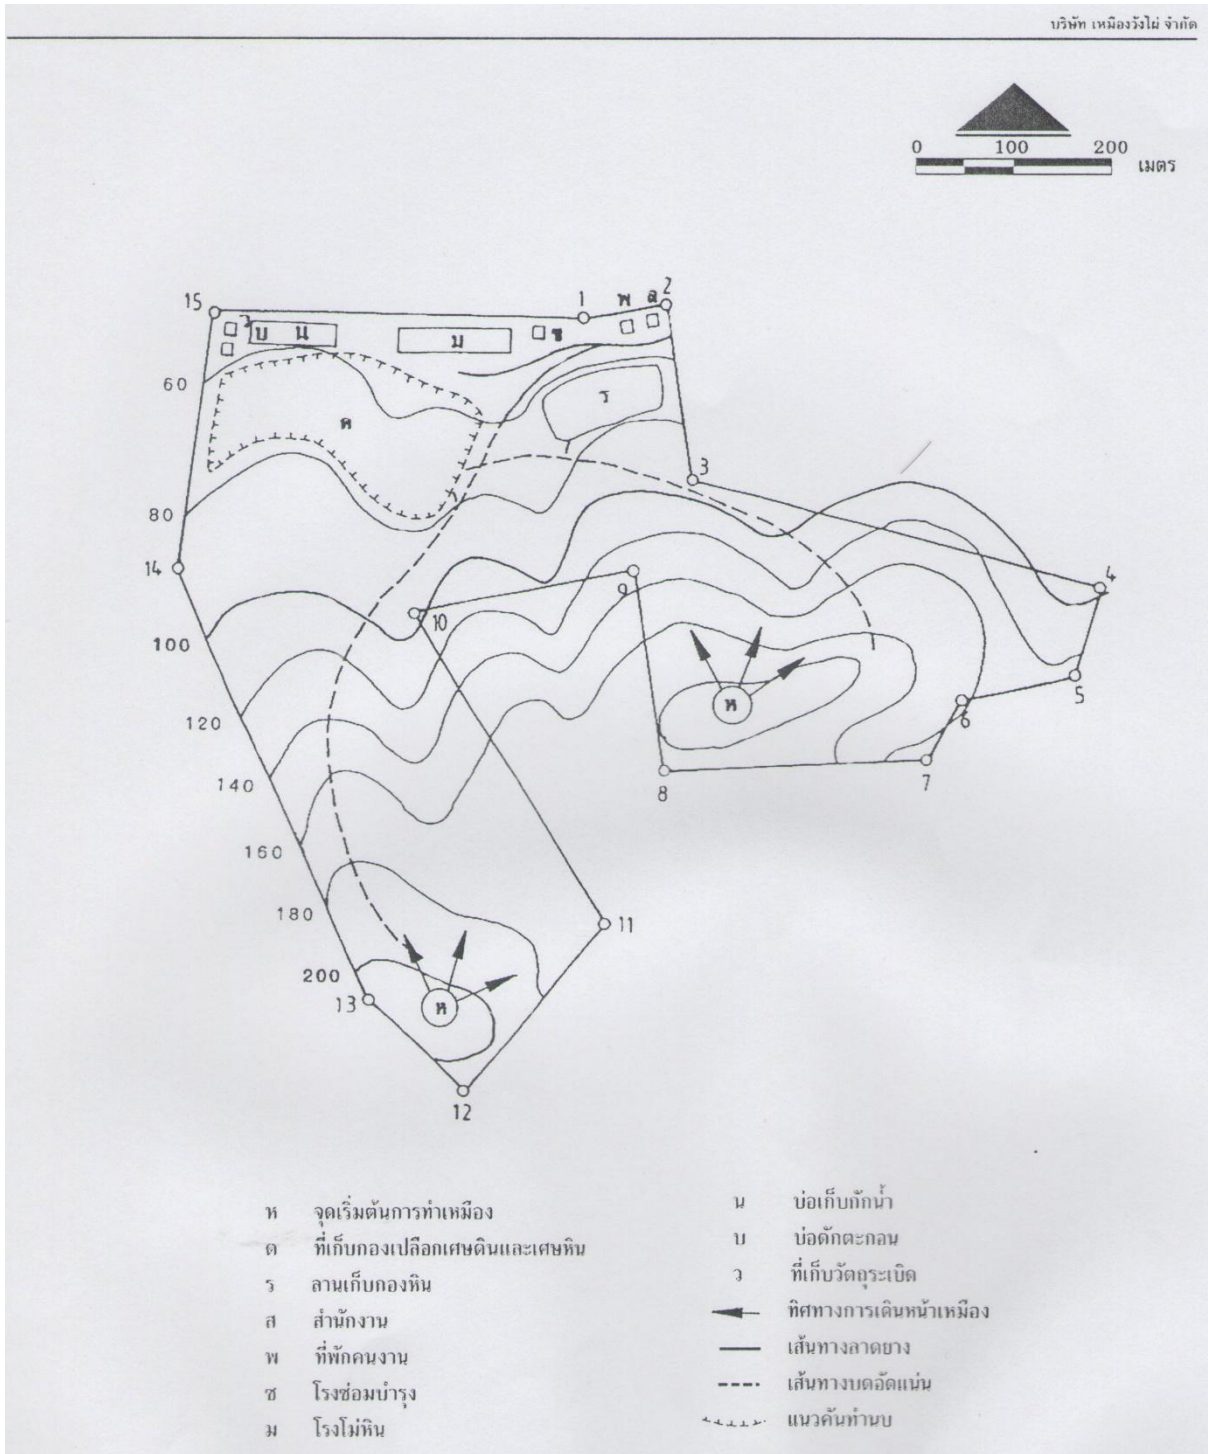 บริษัท เหมืองวังไผ่ จำกัด
0 100 200
เมตร
15 1 พ ส 2
ว บ น ม ซ
60
ร
ด
3
80
14
9
4
10
100
5
ห
6
120
7
8
140
160
180
11
200
13
ห
12
ห จุดเริ่มต้นการทำเหมือง
ด ที่เก็บกองเปลือกเศษดินและเศษหิน
ร ลานเก็บกองหิน
ส สำนักงาน
พ ที่พักคนงาน
ซ โรงซ่อมบำรุง
ม โรงโม่หิน
น บ่อเก็บกักน้ำ
บ บ่อดักตะกอน
ว ที่เก็บวัตถุระเบิด
ทิศทางการเดินหน้าเหมือง
เส้นทางลาดยาง
เส้นทางบดอัดแน่น
แนวคันทำนบ